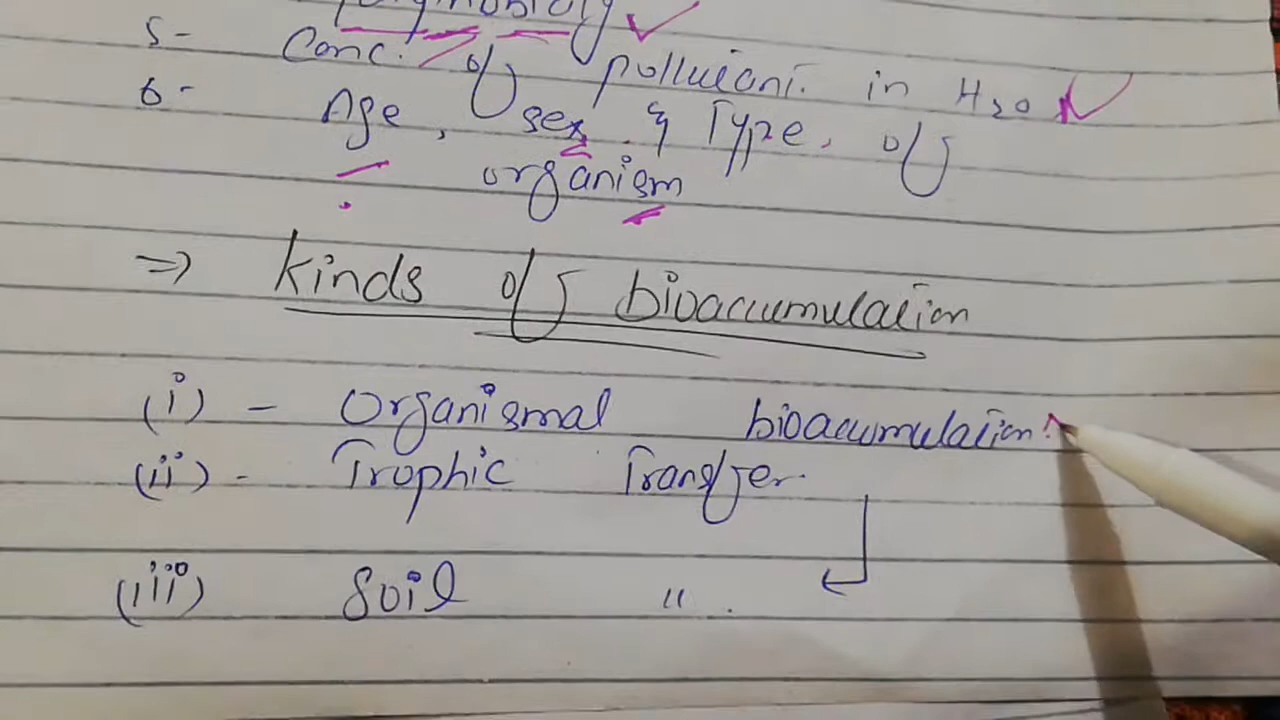 5- Conc. of pollutant. in H2O
6- Age, sex & Type. of
organism
⇒ Kinds of bioaccumulation
(i) - Organismal bioaccumulation.
(ii) - Trophic Transfer.
(iii) Soil " .